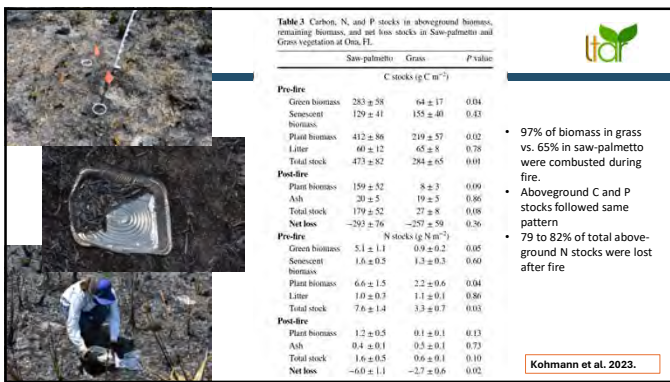 Table 3 Carbon, N, and P stocks in aboveground biomass,
remaining biomass, and net loss stocks in Saw-palmetto and
Grass vegetation at Ona, FL
Saw-palmetto Grass P value
C stocks (g C m⁻²)
Pre-fire
Green biomass 283 ± 58 64 ± 17 0.04
Senescent 129 ± 41 155 ± 40 0.43
biomass
Plant biomass 412 ± 86 219 ± 57 0.02
Litter 60 ± 12 65 ± 8 0.78
Total stock 473 ± 82 284 ± 65 0.01
Post-fire
Plant biomass 159 ± 52 8 ± 3 0.09
Ash 20 ± 5 19 ± 5 0.86
Total stock 179 ± 52 27 ± 8 0.08
Net loss −293 ± 76 −257 ± 59 0.36
Pre-fire N stocks (g N m⁻²)
Green biomass 5.1 ± 1.1 0.9 ± 0.2 0.05
Senescent 1.6 ± 0.5 1.3 ± 0.3 0.60
biomass
Plant biomass 6.6 ± 1.5 2.2 ± 0.6 0.04
Litter 1.0 ± 0.3 1.1 ± 0.1 0.86
Total stock 7.6 ± 1.4 3.3 ± 0.7 0.03
Post-fire
Plant biomass 1.2 ± 0.5 0.1 ± 0.1 0.13
Ash 0.4 ± 0.1 0.5 ± 0.1 0.73
Total stock 1.6 ± 0.5 0.6 ± 0.1 0.10
Net loss −6.0 ± 1.1 −2.7 ± 0.6 0.02
ltar
• 97% of biomass in grass
vs. 65% in saw-palmetto
were combusted during
fire.
• Aboveground C and P
stocks followed same
pattern
• 79 to 82% of total above-
ground N stocks were lost
after fire
Kohmann et al. 2023.